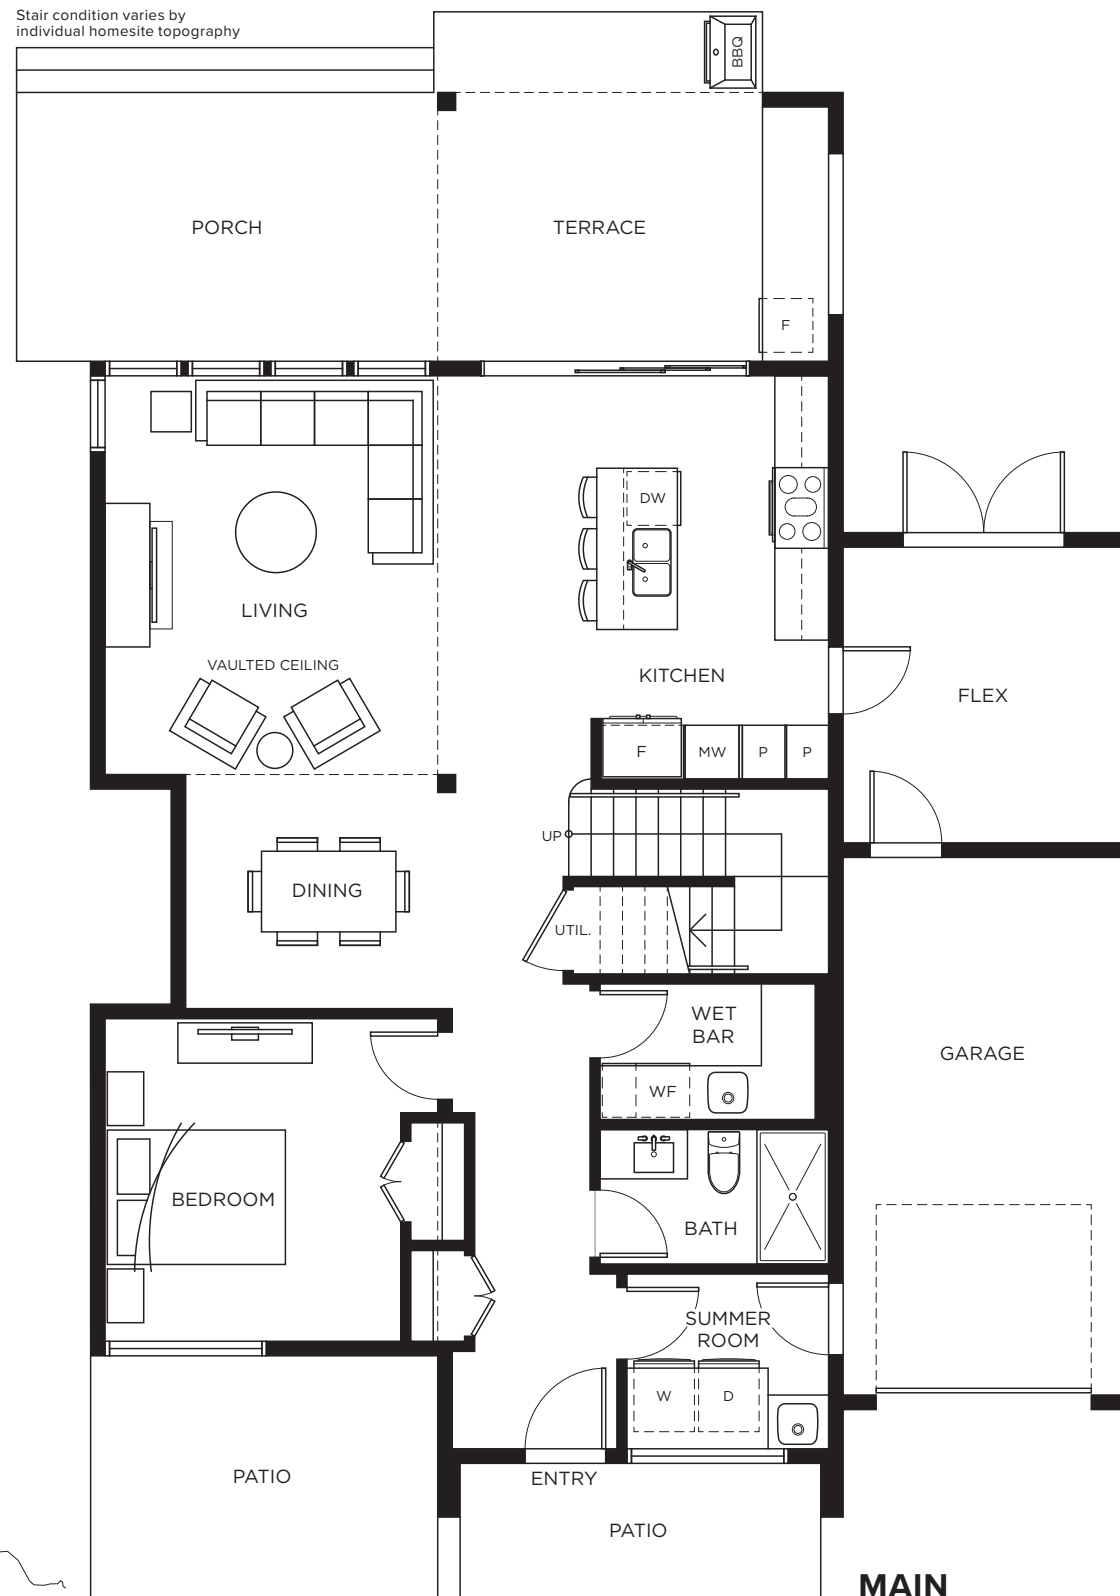 Stair condition varies by
individual homesite topography
BBQ
PORCH
TERRACE
F
DW
LIVING
VAULTED CEILING
KITCHEN
FLEX
F
MW
P
P
UP
DINING
UTIL.
WET
BAR
GARAGE
WF
BEDROOM
BATH
SUMMER
ROOM
W
D
PATIO
ENTRY
PATIO
MAIN